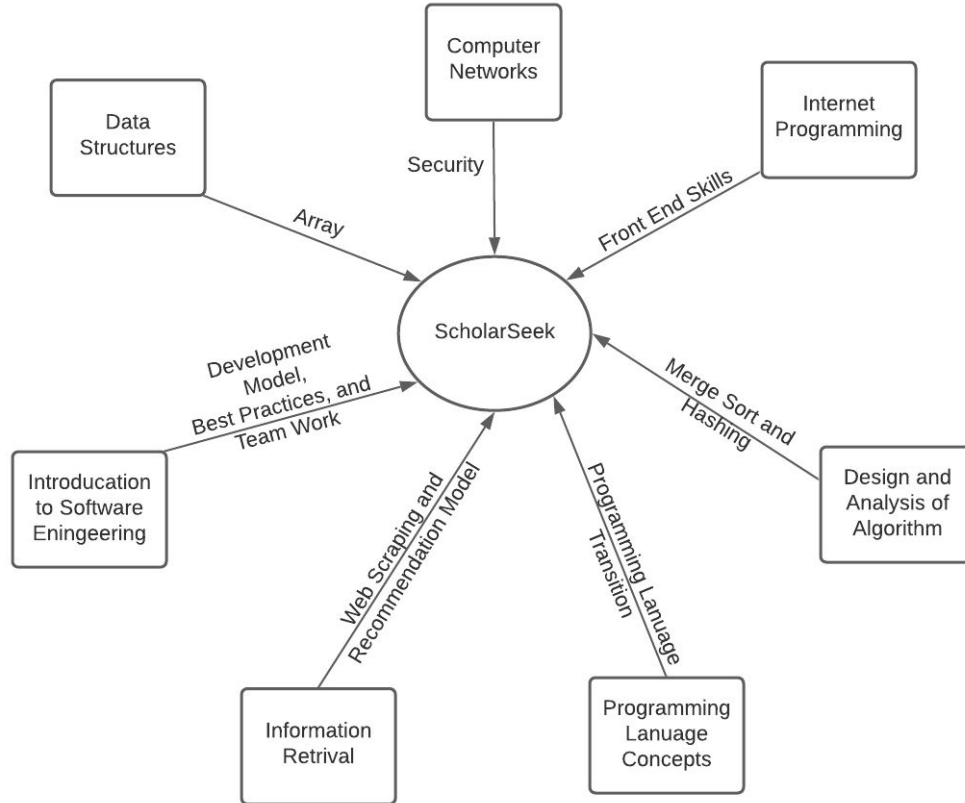 Computer
Networks
Data
Structures
Internet
Programming
Security
Array
Front End Skills
ScholarSeek
Development
Model,
Best Practices, and
Team Work
Merge Sort and
Hashing
Introducation
to Software
Eningeering
Design and
Analysis of
Algorithm
Web Scraping and
Recommendation Model
Programming Lanuage
Transition
Information
Retrival
Programming
Lanuage
Concepts